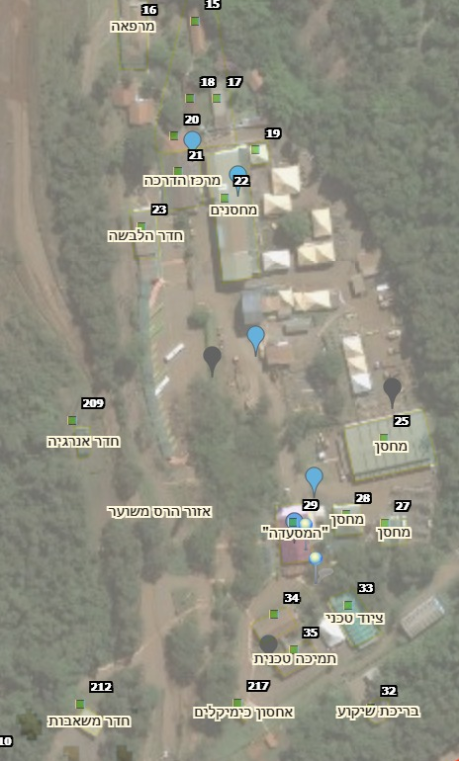 15
16
מרפאה
18
17
20
19
21
מרכז הדרכה
22
מחסנים
23
חדר הלבשה
209
חדר אנרגיה
25
מחסן
אזור הרס משוער
29
"המסעדה"
28
מחסן
27
מחסן
33
ציוד טכני
34
35
תמיכה טכנית
212
חדר משאבות
217
אחסון כימיקלים
32
בריכת שיקוע
10